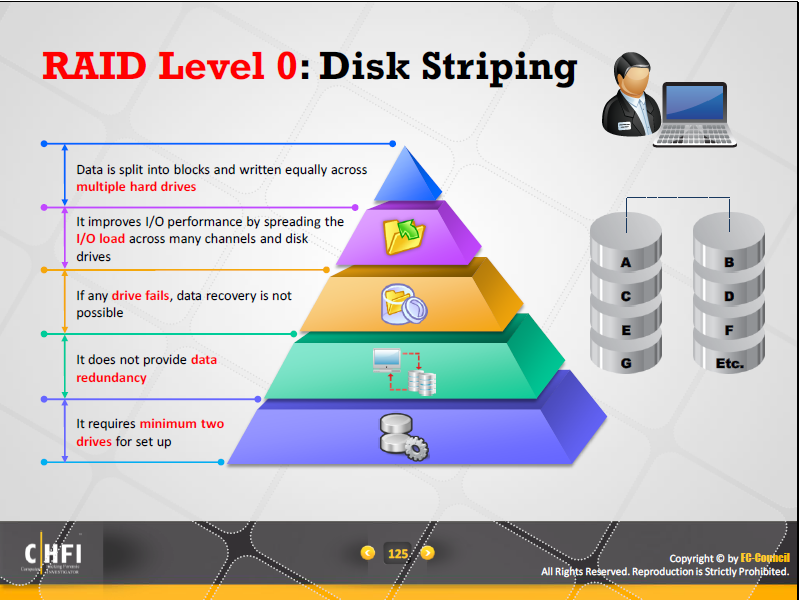 RAID Level 0: Disk Striping
Data is split into blocks and written equally across
multiple hard drives
It improves I/O performance by spreading the
I/O load across many channels and disk
drives
If any drive fails, data recovery is not
possible
It does not provide data
redundancy
It requires minimum two
drives for set up
A
B
C
D
E
F
G
Etc.
CHFI
125
Copyright © by EC-Council
All Rights Reserved. Reproduction is Strictly Prohibited.